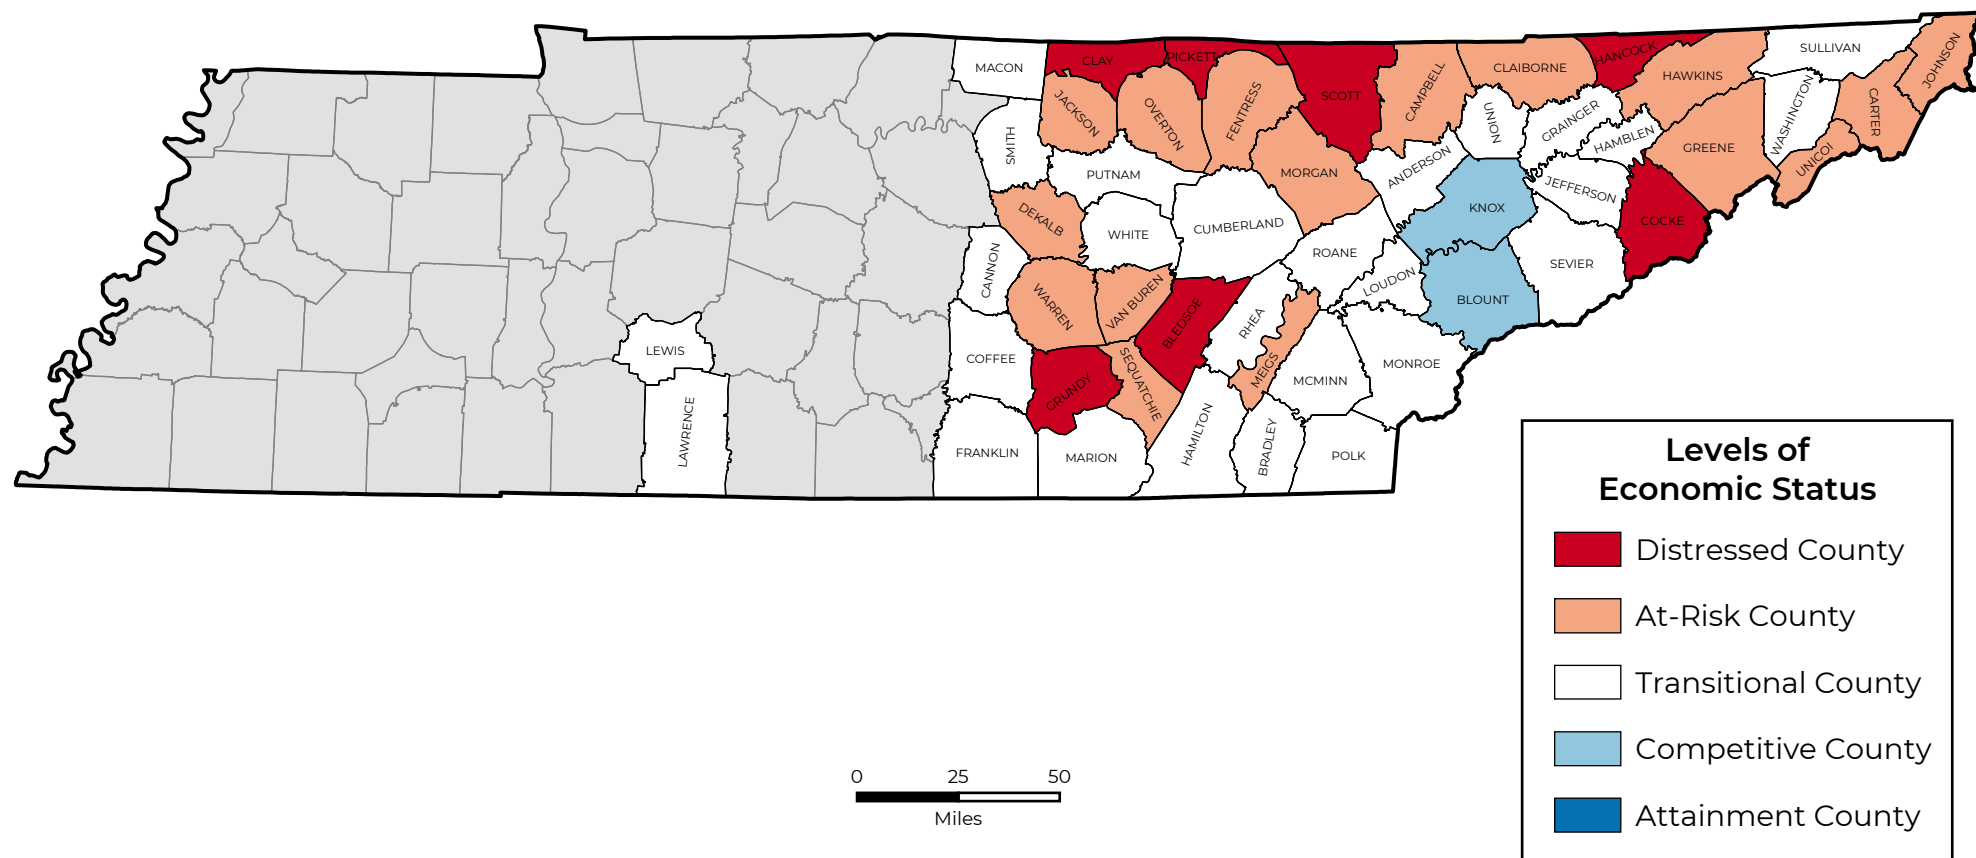 MACON
CLAY
PICKETT
SCOTT
CAMPBELL
CLAIBORNE
HANCOCK
HAWKINS
SULLIVAN
JOHNSON
JACKSON
OVERTON
FENTRESS
UNION
GRAINGER
HAMBLEN
GREENE
WASHINGTON
CARTER
UNICOI
SMITH
PUTNAM
MORGAN
ANDERSON
JEFFERSON
KNOX
COCKE
DEKALB
WHITE
CUMBERLAND
ROANE
LOUDON
SEVIER
BLOUNT
CANNON
WARREN
VAN BUREN
BLEDSOE
RHEA
MEIGS
MCMINN
MONROE
LEWIS
COFFEE
GRUNDY
SEQUATCHIE
LAWRENCE
FRANKLIN
MARION
HAMILTON
BRADLEY
POLK
Levels of
Economic Status
Distressed County
At-Risk County
Transitional County
Competitive County
Attainment County
0 25 50
Miles